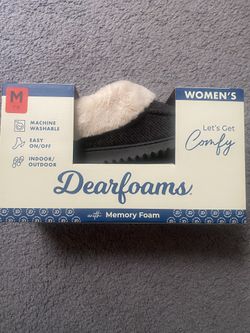 M
WOMEN'S
MACHINE
WASHABLE
EASY
ON/OFF
INDOOR/
OUTDOOR
Let's Get
Comfy
Dearfoams
with Memory Foam